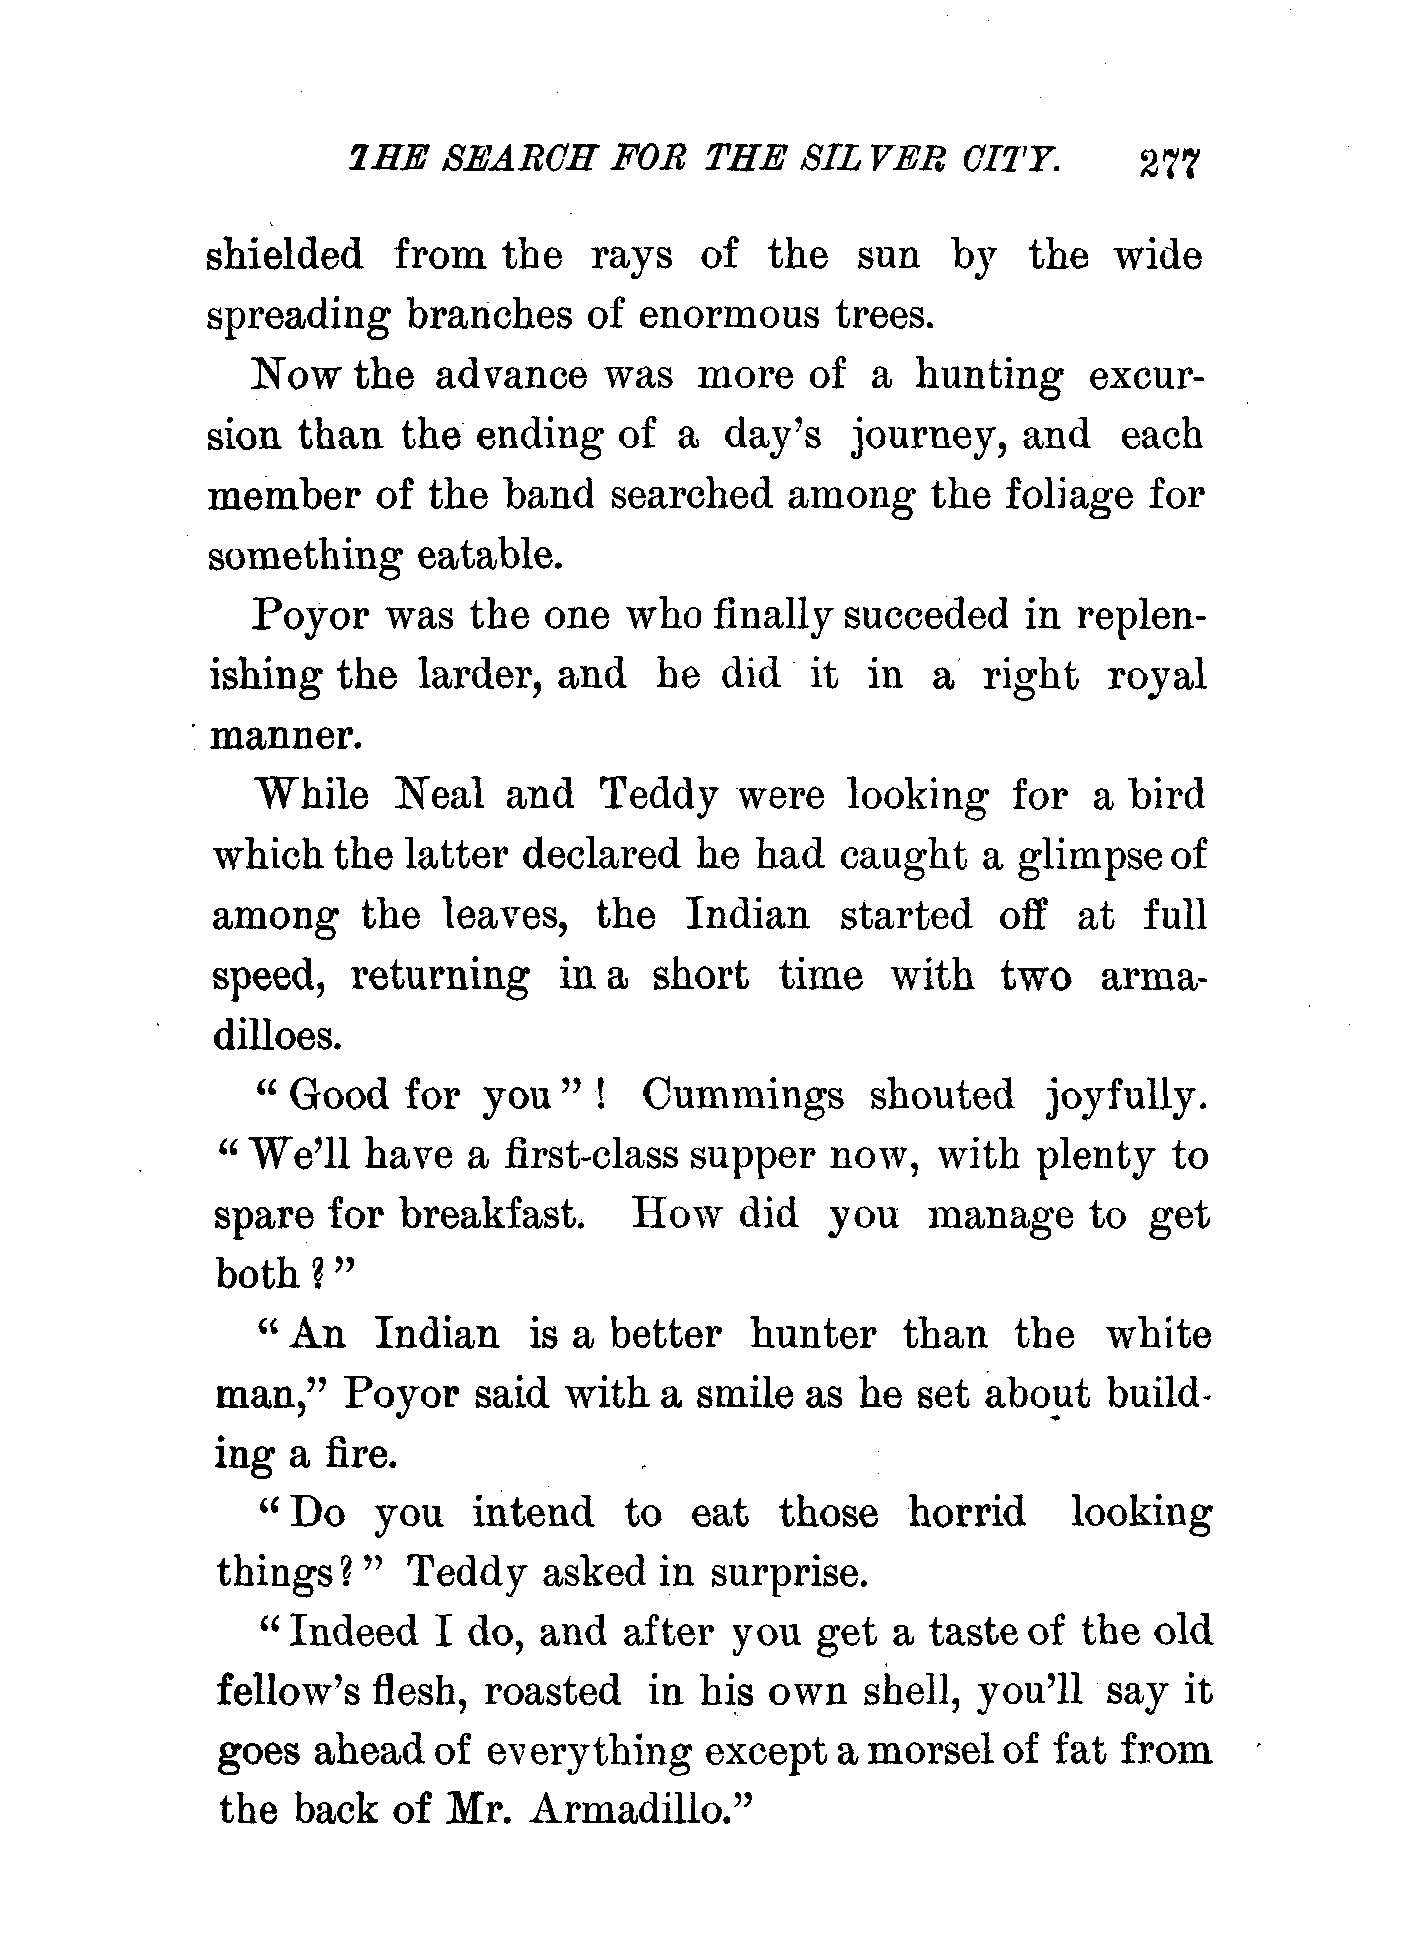 THE SEARCH FOR THE SILVER CITY. 277
shielded from the rays of the sun by the wide
spreading branches of enormous trees.
Now the advance was more of a hunting excur-
sion than the ending of a day's journey, and each
member of the band searched among the foliage for
something eatable.
Poyor was the one who finally succeded in replen-
ishing the larder, and he did it in a right royal
manner.
While Neal and Teddy were looking for a bird
which the latter declared he had caught a glimpse of
among the leaves, the Indian started off at full
speed, returning in a short time with two arma-
dilloes.
“Good for you”! Cummings shouted joyfully.
“We'll have a first-class supper now, with plenty to
spare for breakfast. How did you manage to get
both?”
“An Indian is a better hunter than the white
man,” Poyor said with a smile as he set about build-
ing a fire.
“Do you intend to eat those horrid looking
things?” Teddy asked in surprise.
“Indeed I do, and after you get a taste of the old
fellow's flesh, roasted in his own shell, you'll say it
goes ahead of everything except a morsel of fat from
the back of Mr. Armadillo.”